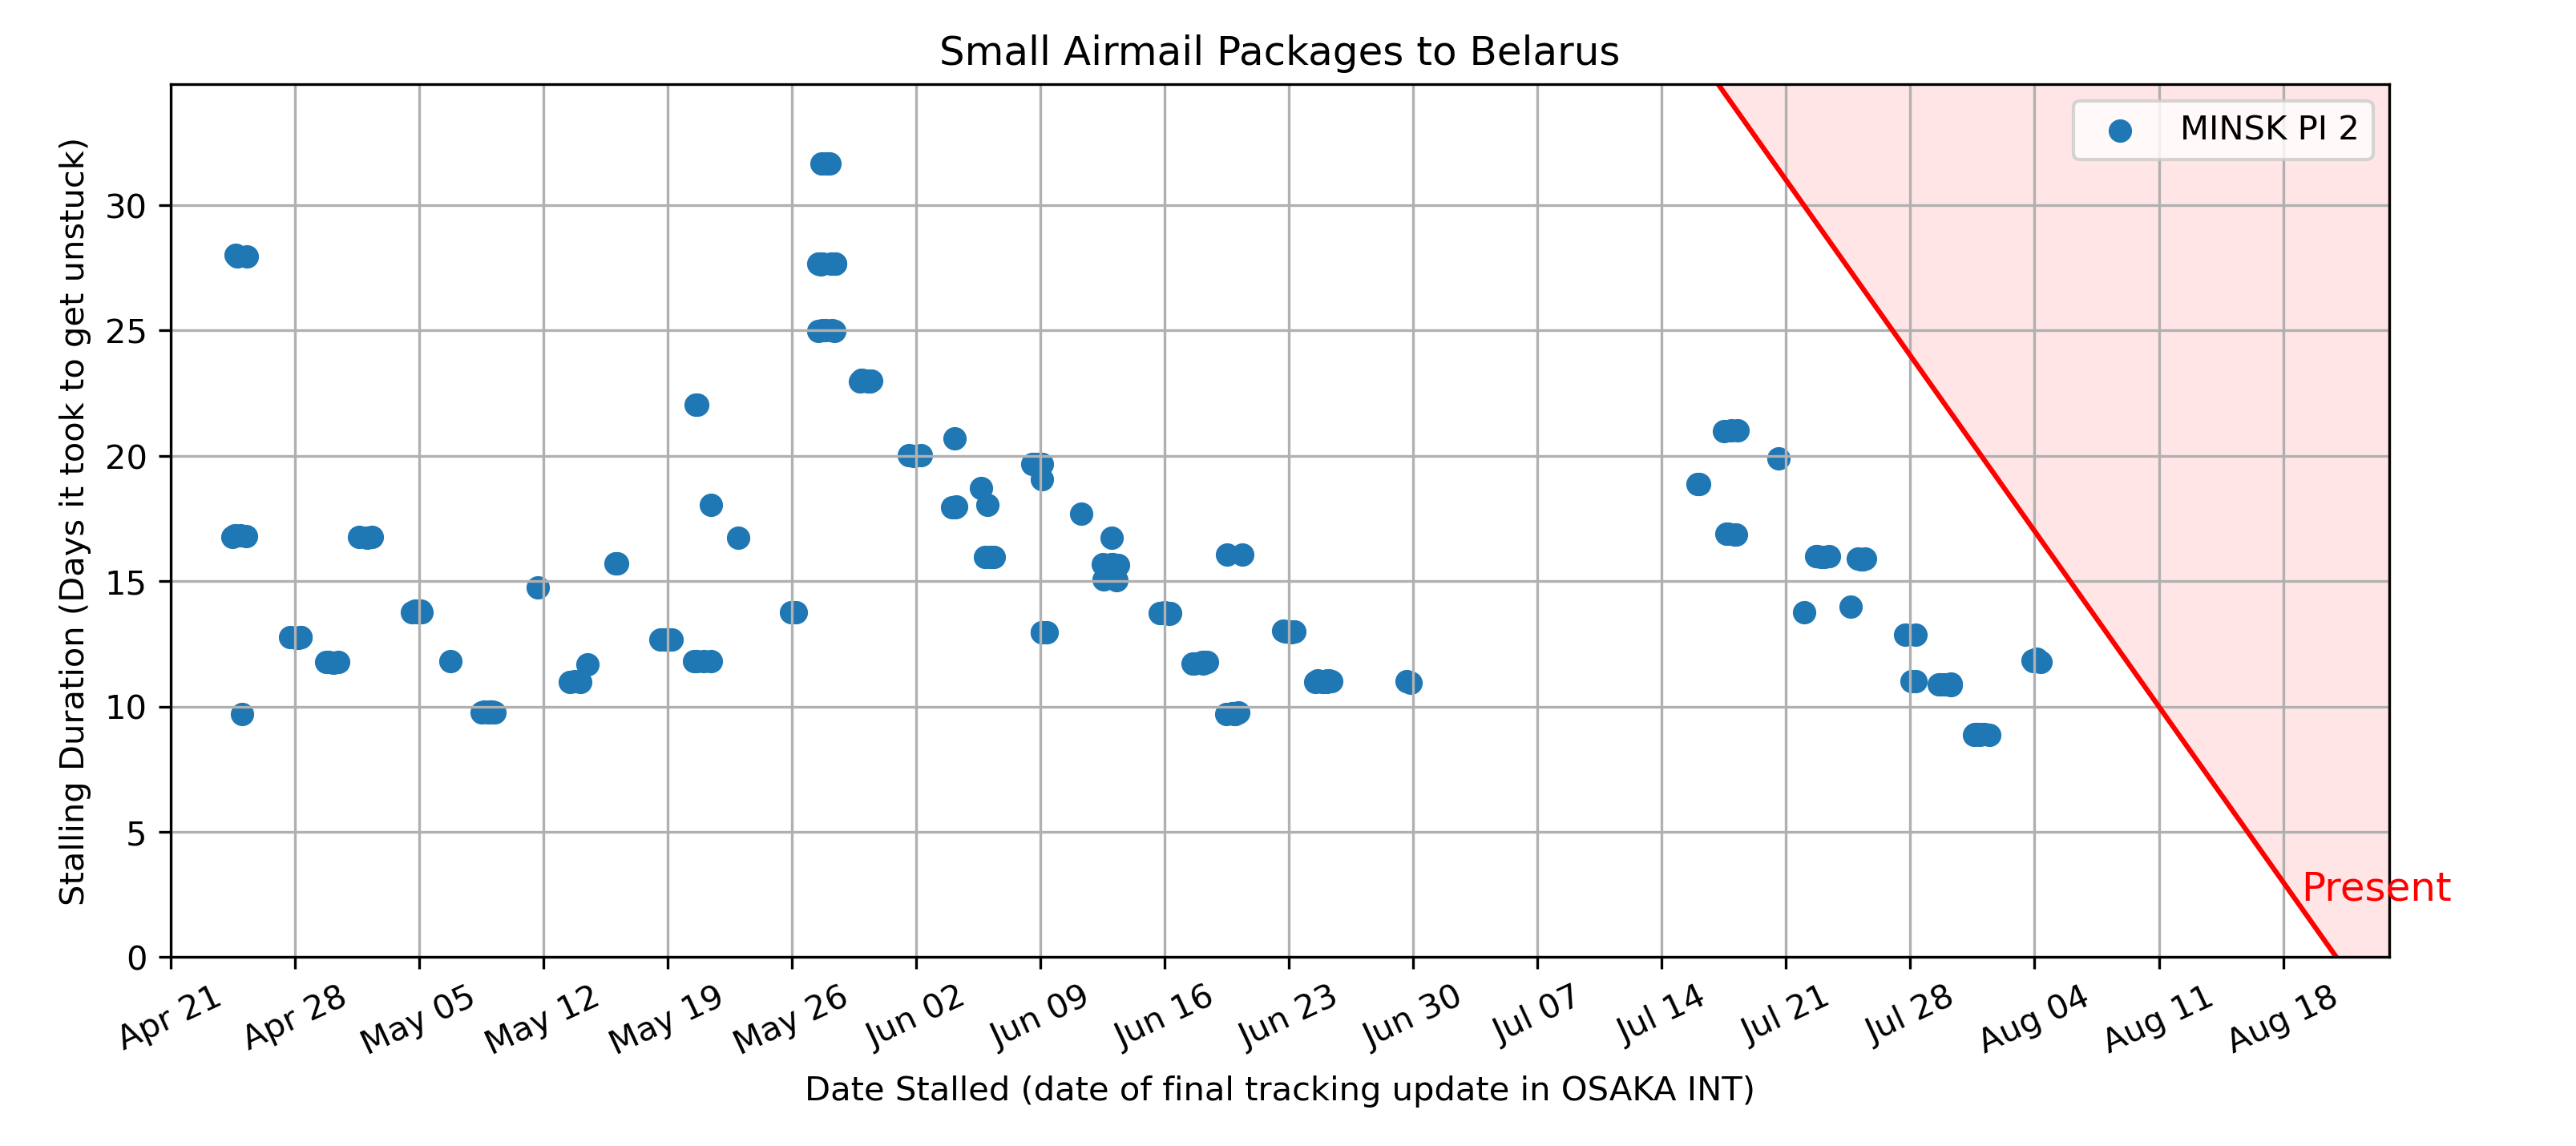 Small Airmail Packages to Belarus
MINSK PI 2
Stalling Duration (Days it took to get unstuck)
30
25
20
15
10
5
0
Present
Apr 21
Apr 28
May 05
May 12
May 19
May 26
Jun 02
Jun 09
Jun 16
Jun 23
Jun 30
Jul 07
Jul 14
Jul 21
Jul 28
Aug 04
Aug 11
Aug 18
Date Stalled (date of final tracking update in OSAKA INT)